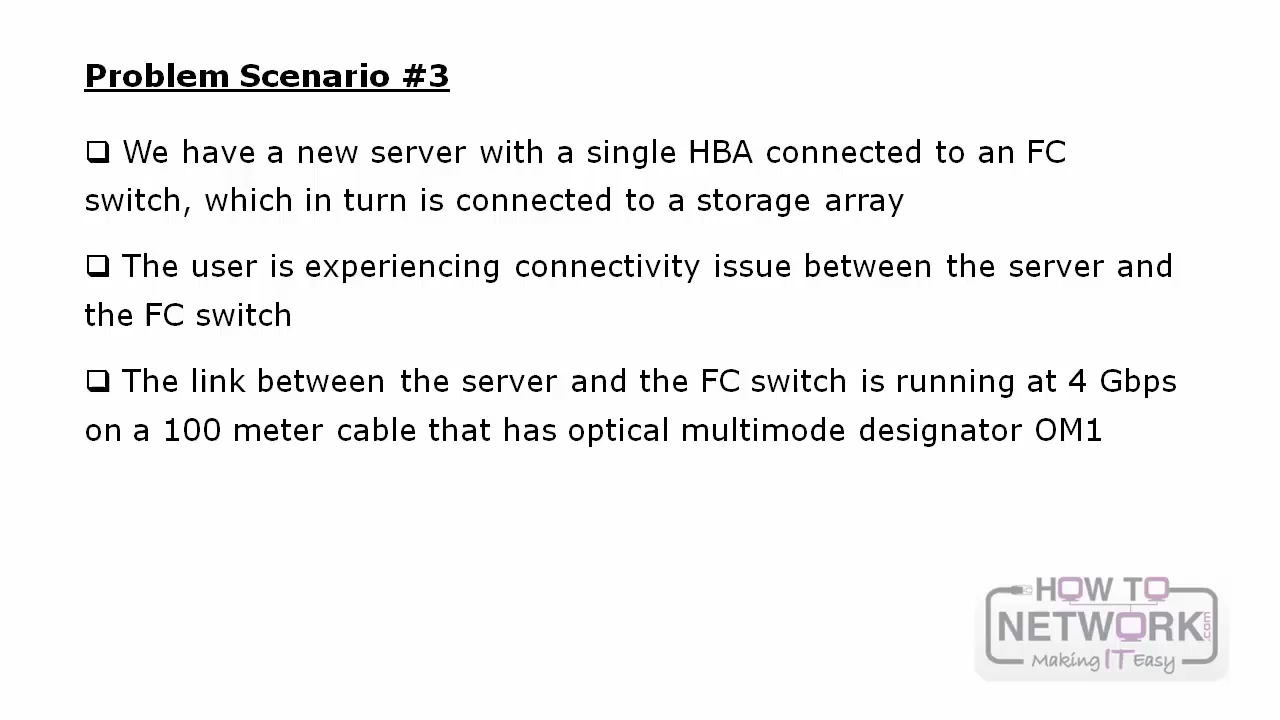 Problem Scenario #3
❑ We have a new server with a single HBA connected to an FC
switch, which in turn is connected to a storage array
❑ The user is experiencing connectivity issue between the server and
the FC switch
❑ The link between the server and the FC switch is running at 4 Gbps
on a 100 meter cable that has optical multimode designator OM1
HOW TO
NETWORK.com
Making IT Easy